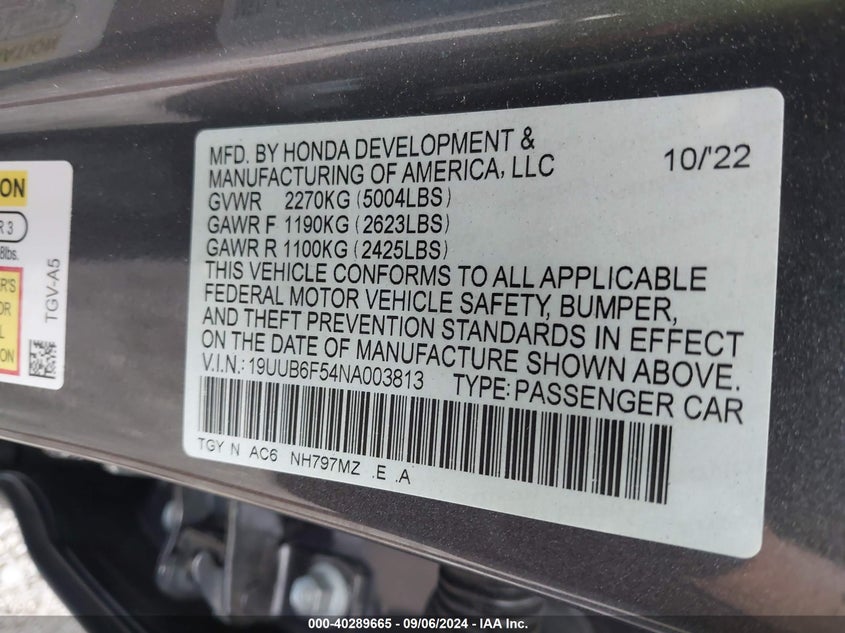 MFD. BY HONDA DEVELOPMENT &
MANUFACTURING OF AMERICA, LLC 10/'22
GVWR 2270KG (5004LBS)
GAWR F 1190KG (2623LBS)
GAWR R 1100KG (2425LBS)
THIS VEHICLE CONFORMS TO ALL APPLICABLE
FEDERAL MOTOR VEHICLE SAFETY, BUMPER,
AND THEFT PREVENTION STANDARDS IN EFFECT
ON THE DATE OF MANUFACTURE SHOWN ABOVE.
V.I.N.: 19UUB6F54NA003813 TYPE: PASSENGER CAR
TGY N AC6 NH797MZ .E .A
ON
R 3
8lbs.
TGV-A5
000-40289665 - 09/06/2024 - IAA Inc.